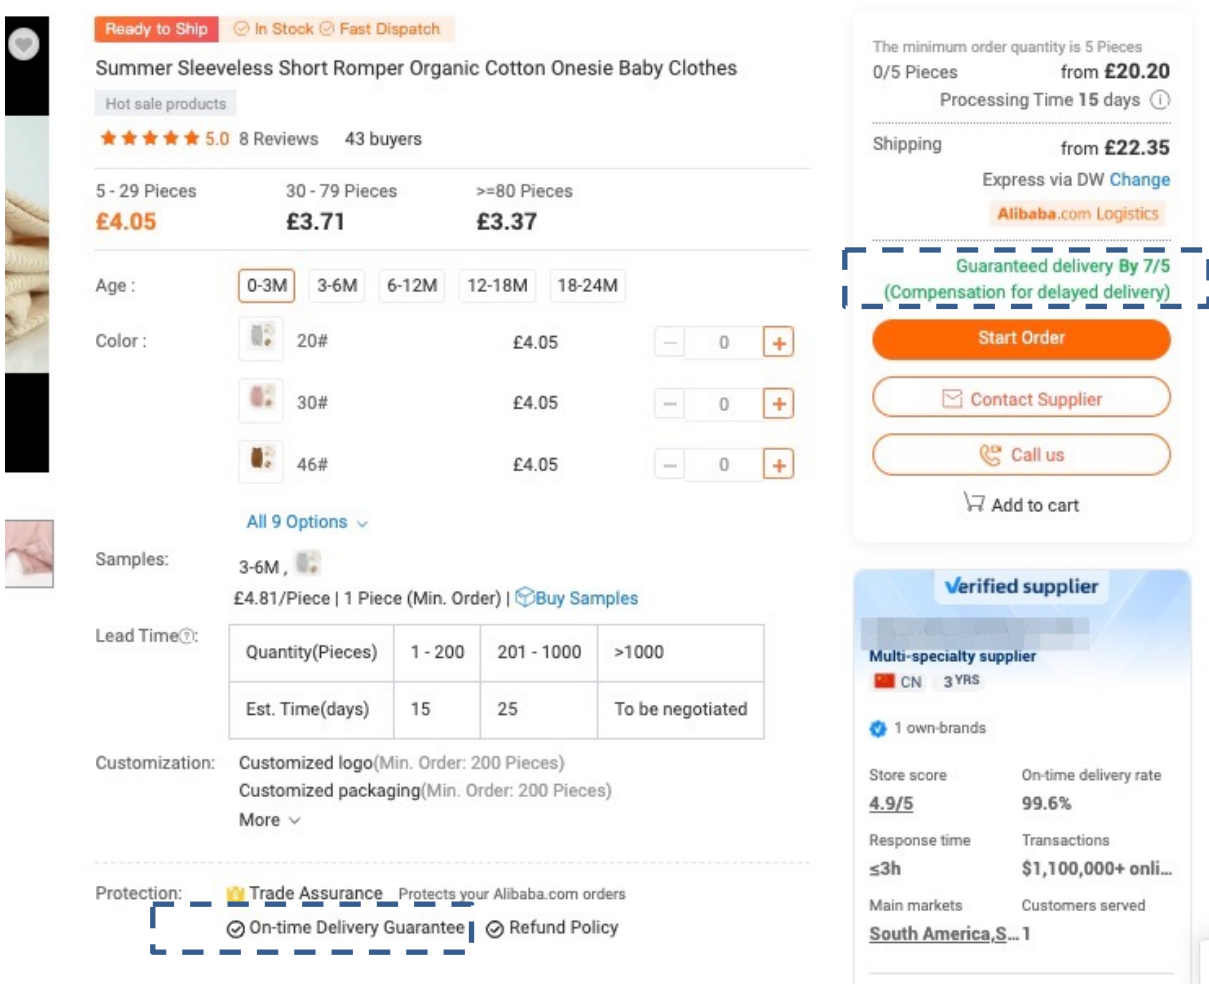 Ready to Ship In Stock Fast Dispatch
Summer Sleeveless Short Romper Organic Cotton Onesie Baby Clothes
Hot sale products
5.0 8 Reviews 43 buyers
5 - 29 Pieces 30 - 79 Pieces >=80 Pieces
£4.05 £3.71 £3.37
Age : 0-3M 3-6M 6-12M 12-18M 18-24M
Color : 20# £4.05 — 0 +
30# £4.05 — 0 +
46# £4.05 — 0 +
All 9 Options
Samples: 3-6M ,
£4.81/Piece | 1 Piece (Min. Order) | Buy Samples
Lead Time?:
Quantity(Pieces) 1 - 200 201 - 1000 >1000
Est. Time(days) 15 25 To be negotiated
Customization: Customized logo(Min. Order: 200 Pieces)
Customized packaging(Min. Order: 200 Pieces)
More
Protection: Trade Assurance Protects your Alibaba.com orders
On-time Delivery Guarantee Refund Policy
The minimum order quantity is 5 Pieces
0/5 Pieces from £20.20
Processing Time 15 days i
Shipping from £22.35
Express via DW Change
Alibaba.com Logistics
Guaranteed delivery By 7/5
(Compensation for delayed delivery)
Start Order
Contact Supplier
Call us
Add to cart
Verified supplier
Multi-specialty supplier
CN 3 YRS
1 own-brands
Store score On-time delivery rate
4.9/5 99.6%
Response time Transactions
≤3h $1,100,000+ onli...
Main markets Customers served
South America,S... 1